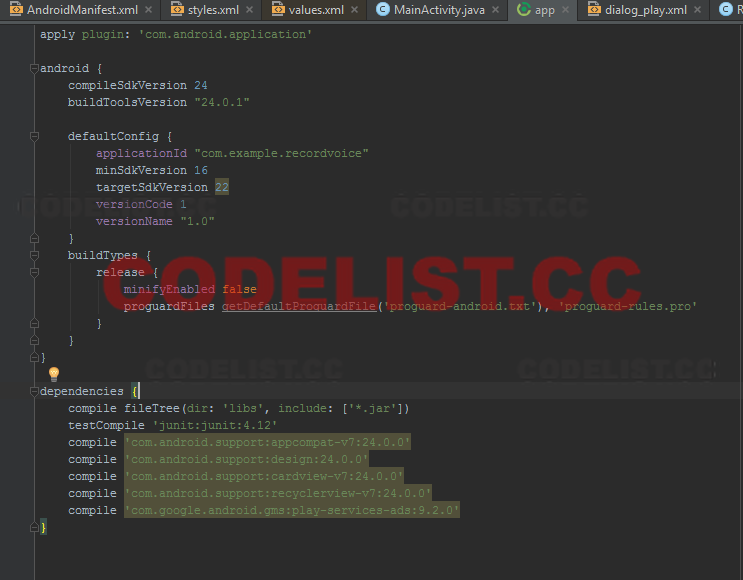 AndroidManifest.xml × styles.xml × values.xml × MainActivity.java × app × dialog_play.xml × R
apply plugin: 'com.android.application'
android {
compileSdkVersion 24
buildToolsVersion "24.0.1"
defaultConfig {
applicationId "com.example.recordvoice"
minSdkVersion 16
targetSdkVersion 22
versionCode 1
versionName "1.0"
CODELIST.CC CODELIST.CC
}
buildTypes {
release {
CODELIST.CC
minifyEnabled false
proguardFiles getDefaultProguardFile('proguard-android.txt'), 'proguard-rules.pro'
}
}
}
CODELIST.CC CODELIST.CC
dependencies {
compile fileTree(dir: 'libs', include: ['*.jar'])
testCompile 'junit:junit:4.12'
compile 'com.android.support:appcompat-v7:24.0.0'
compile 'com.android.support:design:24.0.0'
compile 'com.android.support:cardview-v7:24.0.0'
compile 'com.android.support:recyclerview-v7:24.0.0'
compile 'com.google.android.gms:play-services-ads:9.2.0'
}